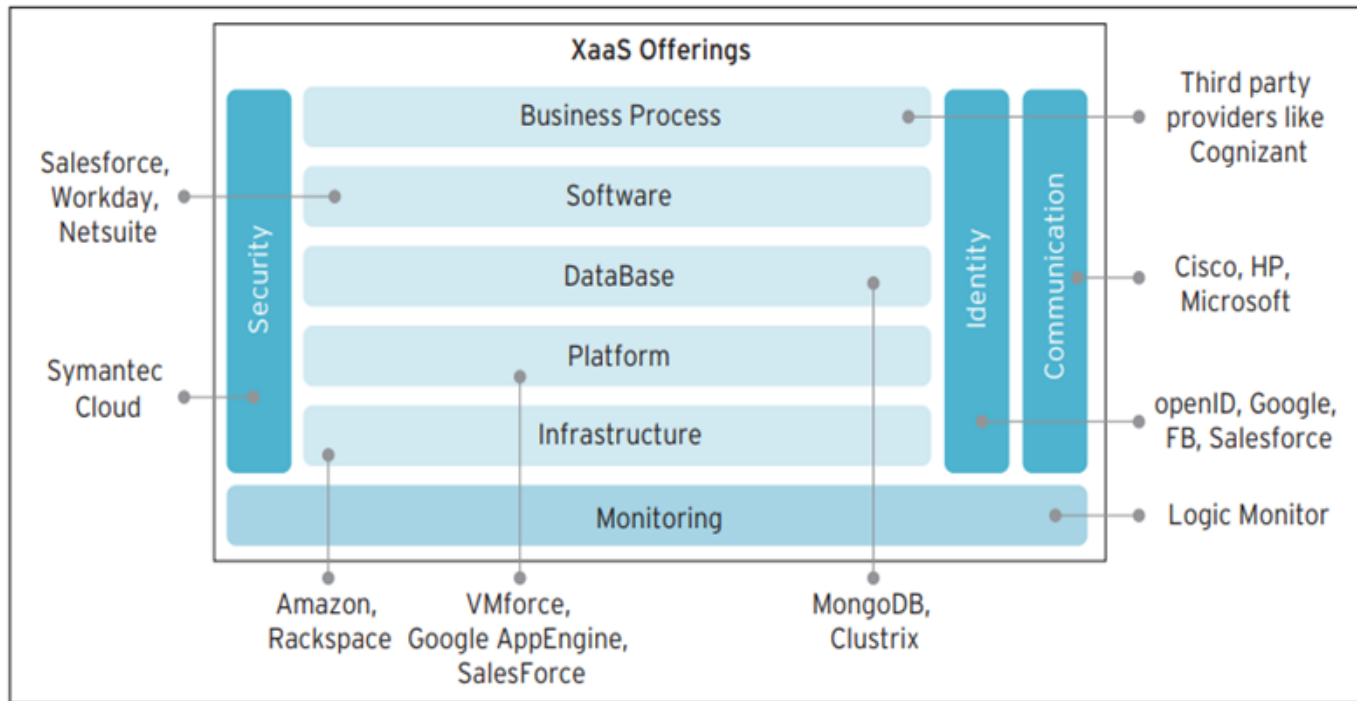 XaaS Offerings
Business Process
Software
DataBase
Platform
Infrastructure
Monitoring
Security
Identity
Communication
Salesforce,
Workday,
Netsuite
Symantec
Cloud
Third party
providers like
Cognizant
Cisco, HP,
Microsoft
openID, Google,
FB, Salesforce
Logic Monitor
Amazon,
Rackspace
VMforce,
Google AppEngine,
SalesForce
MongoDB,
Clustrix